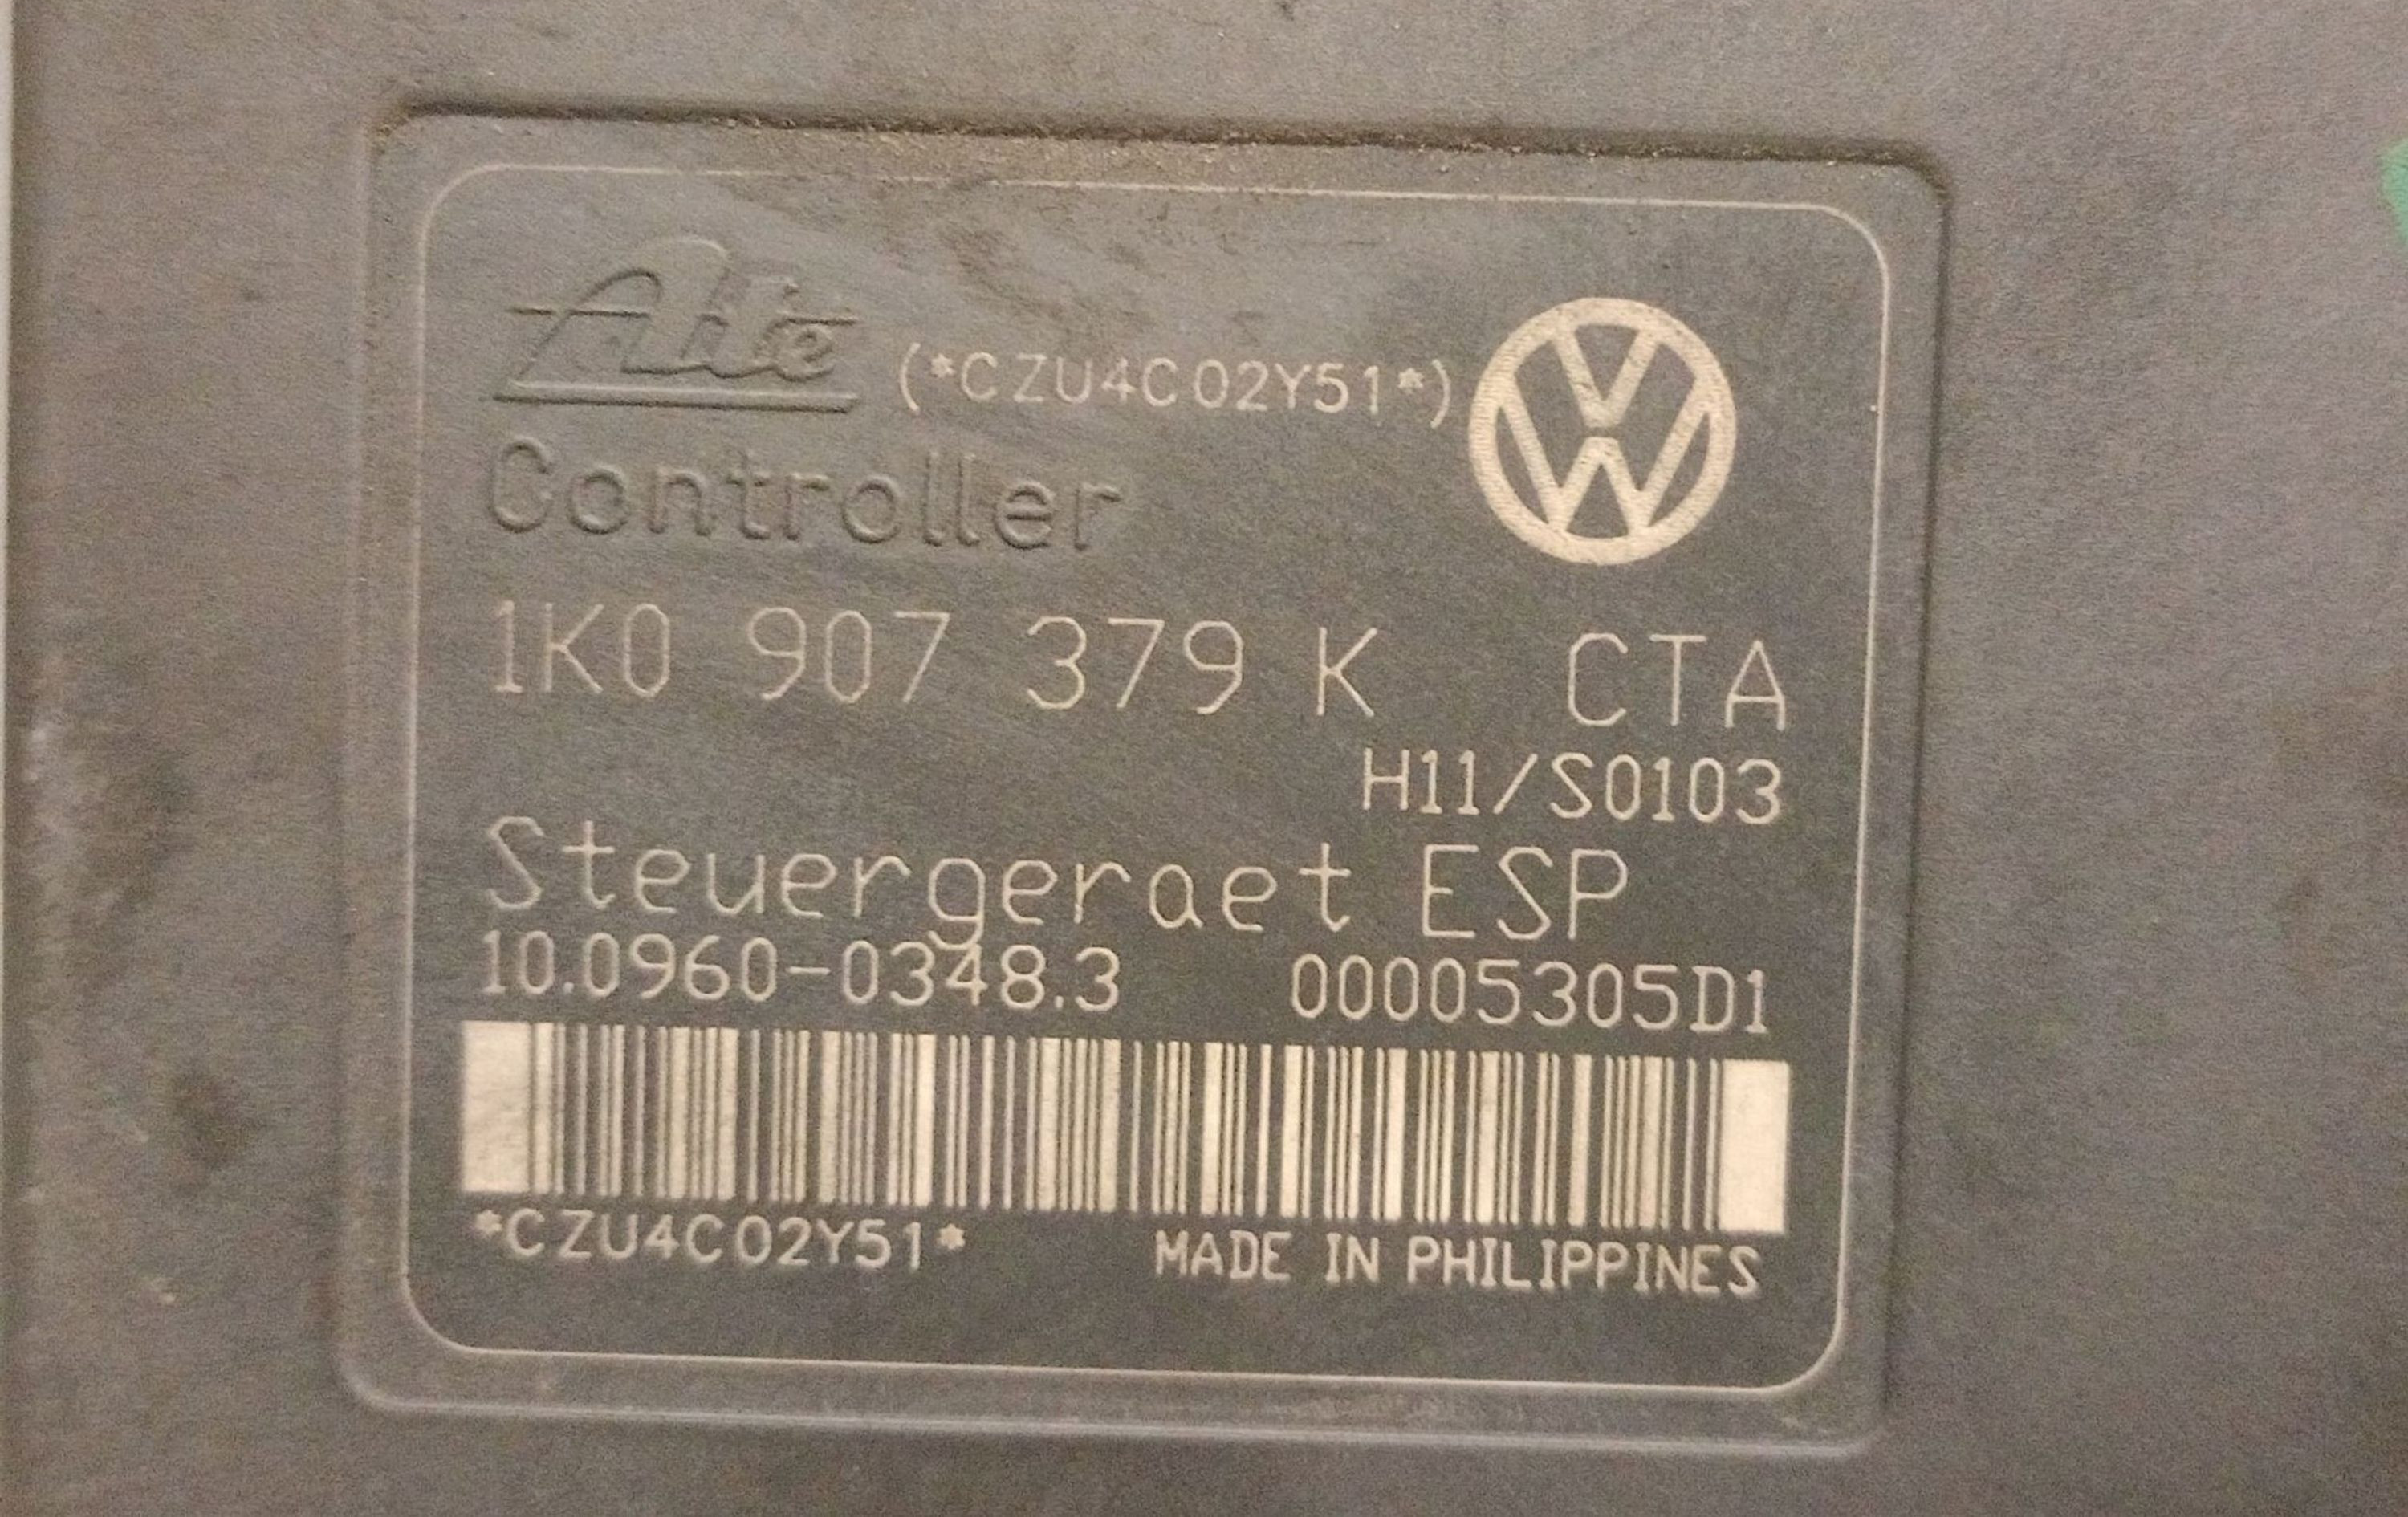 Ate (*CZU4C02Y51*)
Controller
1K0 907 379 K CTA
H11/S0103
Steuergeraet ESP
10.0960-0348.3 00005305D1
*CZU4C02Y51* MADE IN PHILIPPINES